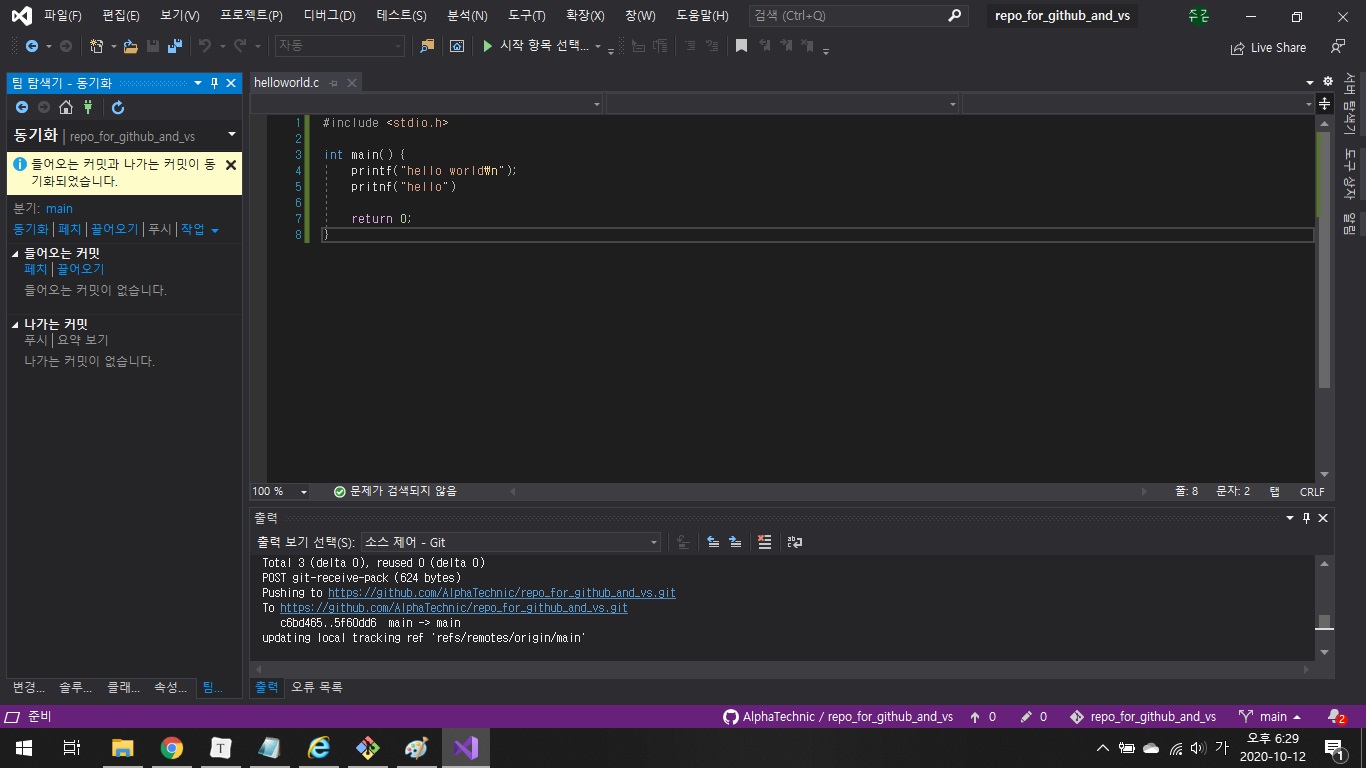 파일(F) 편집(E) 보기(V) 프로젝트(P) 디버그(D) 테스트(S) 분석(N) 도구(T) 확장(X) 창(W) 도움말(H) 검색 (Ctrl+Q) repo_for_github_and_vs 주곤
자동 시작 항목 선택... Live Share
팀 탐색기 - 동기화
helloworld.c
동기화 | repo_for_github_and_vs
들어오는 커밋과 나가는 커밋이 동
기화되었습니다.
분기: main
동기화 | 페치 | 끌어오기 | 푸시 | 작업
들어오는 커밋
페치 | 끌어오기
들어오는 커밋이 없습니다.
나가는 커밋
푸시 | 요약 보기
나가는 커밋이 없습니다.
변경... 솔루... 클래... 속성... 팀...
1 #include <stdio.h>
2
3 int main() {
4 printf("hello world₩n");
5 pritnf("hello")
6
7 return 0;
8 }
서버 탐색기
도구 상자
알림
100 % 문제가 검색되지 않음 줄: 8 문자: 2 탭 CRLF
출력
출력 보기 선택(S): 소스 제어 - Git
Total 3 (delta 0), reused 0 (delta 0)
POST git-receive-pack (624 bytes)
Pushing to https://github.com/AlphaTechnic/repo_for_github_and_vs.git
To https://github.com/AlphaTechnic/repo_for_github_and_vs.git
c6bd465..5f60dd6 main -> main
updating local tracking ref 'refs/remotes/origin/main'
출력 오류 목록
준비 AlphaTechnic / repo_for_github_and_vs 0 0 repo_for_github_and_vs main 2
T 가 오후 6:29
2020-10-12 1